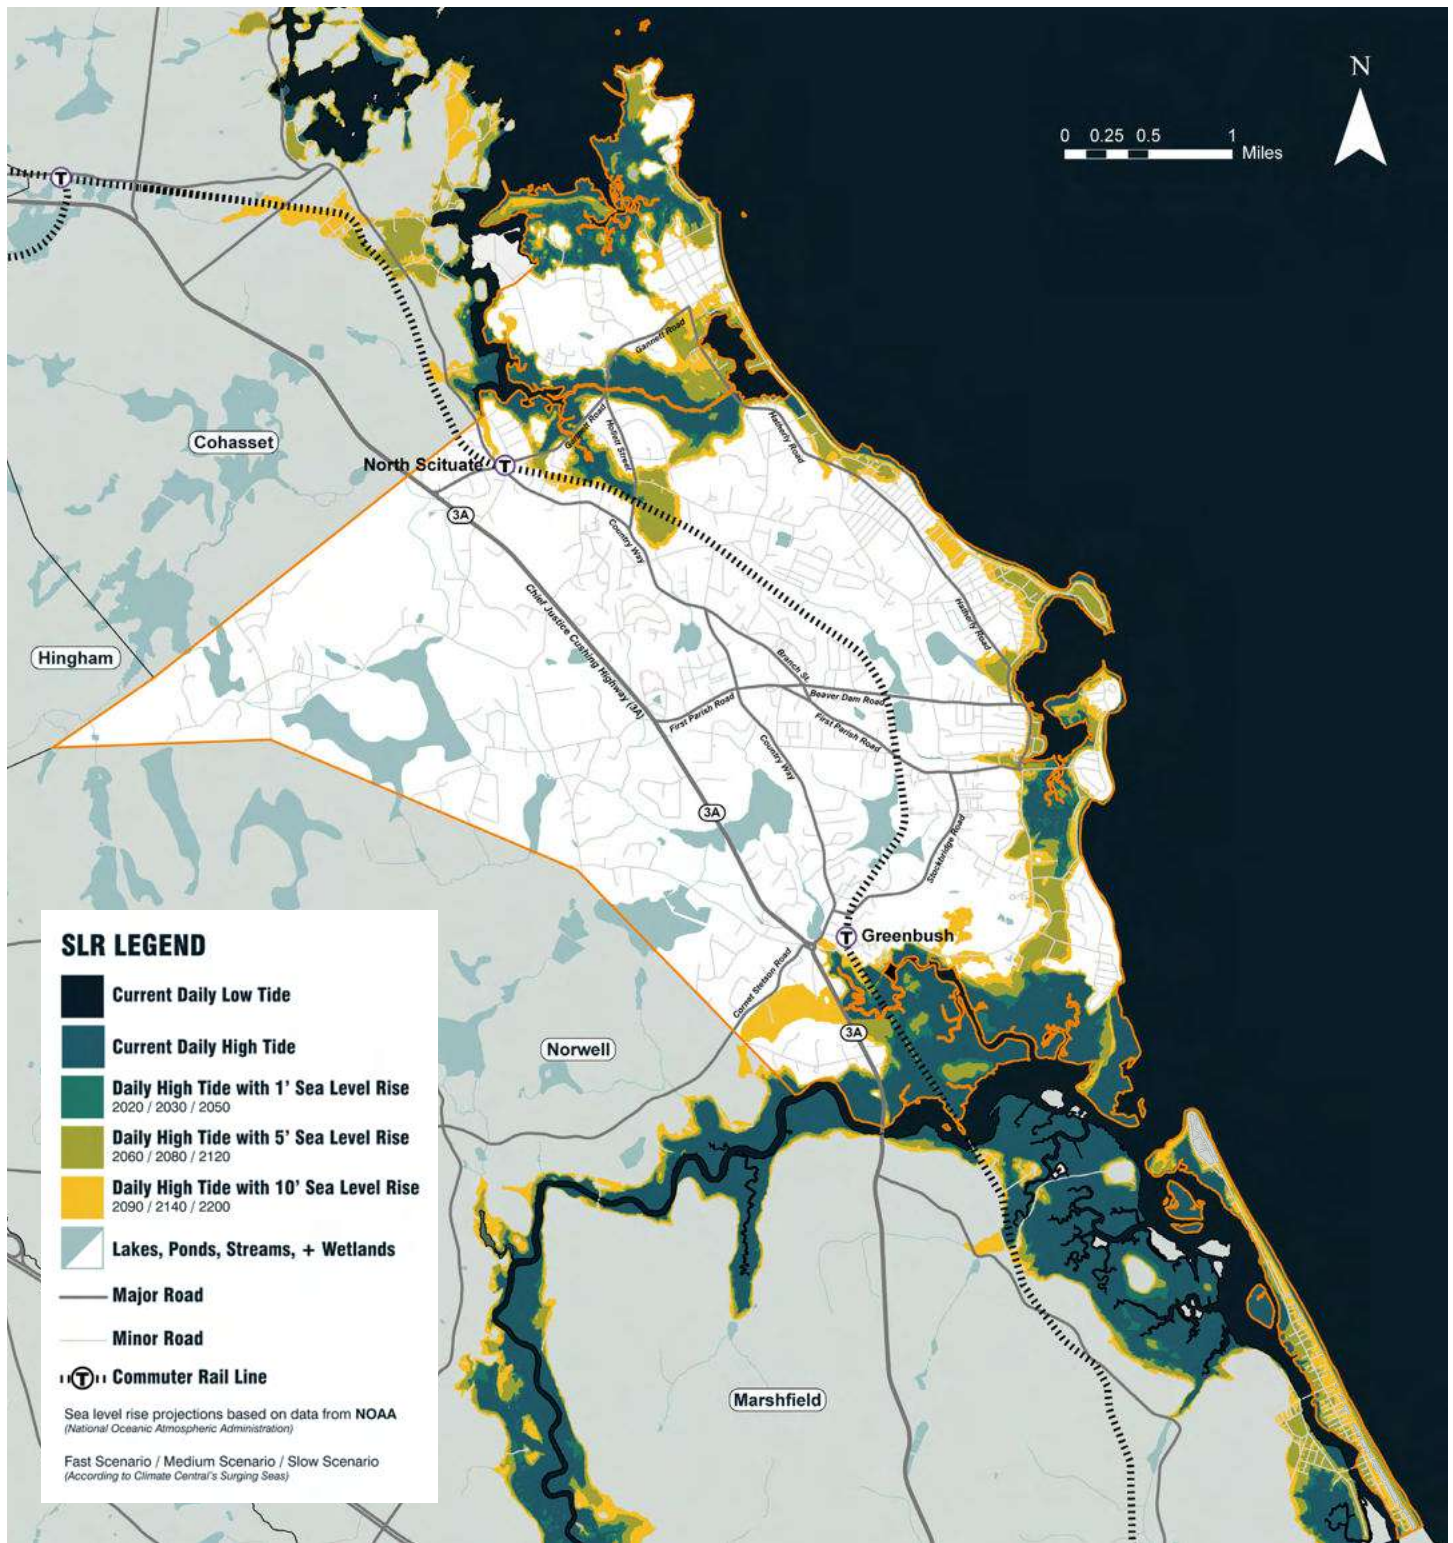 N
0 0.25 0.5 1
Miles
T
Gannett Road
Cohasset
North Scituate T
Gannett Road
Hollett Street
Hatherly Road
3A
Country Way
Chief Justice Cushing Highway (3A)
Hatherly Road
Hingham
Branch St.
Beaver Dam Road
First Parish Road
First Parish Road
Country Way
3A
Stockbridge Road
T Greenbush
Cornet Stetson Road
3A
Norwell
Marshfield
SLR LEGEND
Current Daily Low Tide
Current Daily High Tide
Daily High Tide with 1' Sea Level Rise
2020 / 2030 / 2050
Daily High Tide with 5' Sea Level Rise
2060 / 2080 / 2120
Daily High Tide with 10' Sea Level Rise
2090 / 2140 / 2200
Lakes, Ponds, Streams, + Wetlands
Major Road
Minor Road
T Commuter Rail Line
Sea level rise projections based on data from NOAA
(National Oceanic Atmospheric Administration)
Fast Scenario / Medium Scenario / Slow Scenario
(According to Climate Central's Surging Seas)